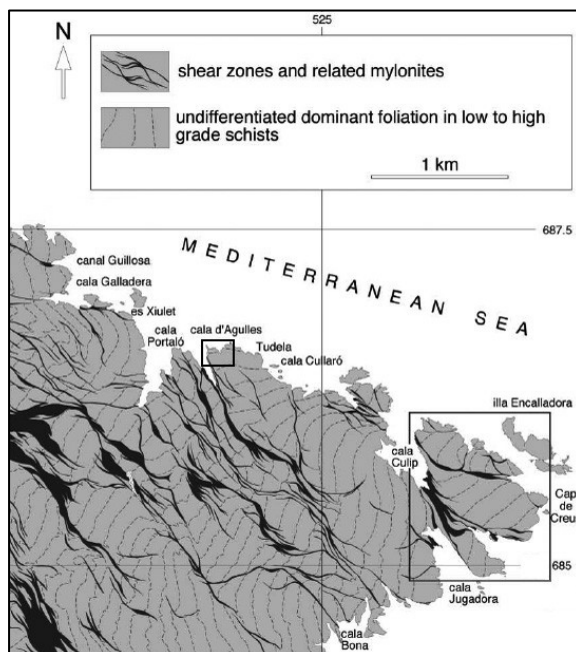 525
N
shear zones and related mylonites
undifferentiated dominant foliation in low to high
grade schists
1 km
687.5
MEDITERRANEAN SEA
canal Guillosa
cala Galladera
es Xiulet
cala
Portaló
cala d'Agulles
Tudela
cala Cullaró
illa Encalladora
cala
Culip
Cap
de
Creu
685
cala
Jugadora
cala
Bona